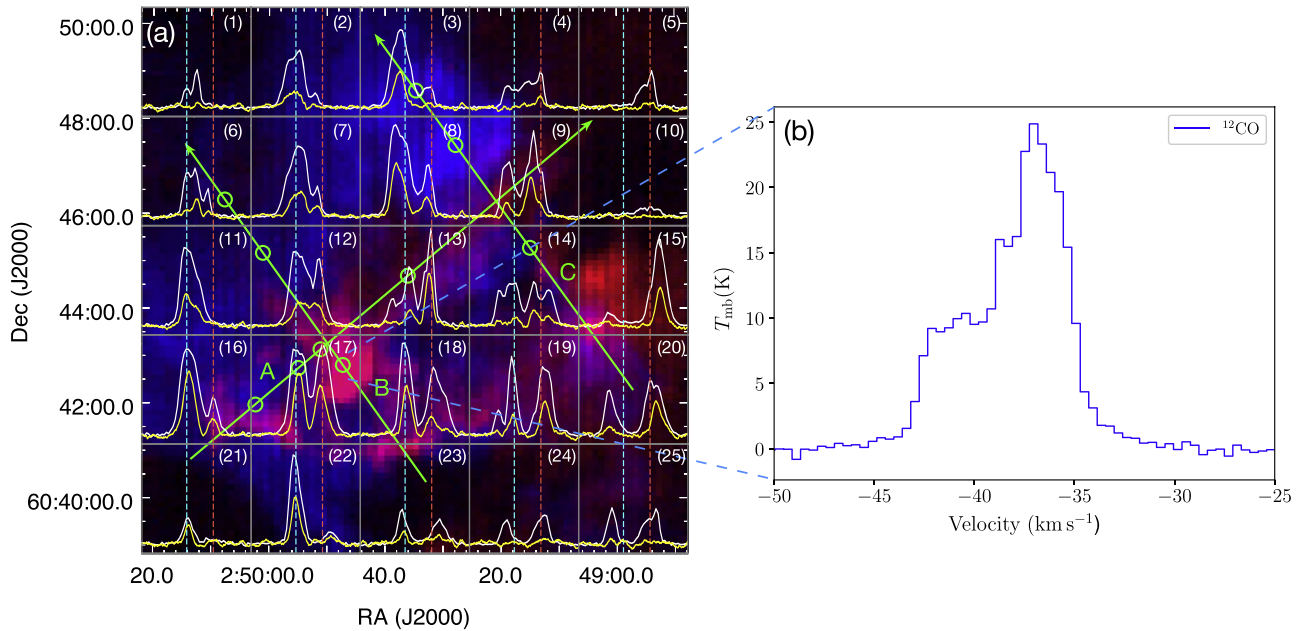 (a)
(1) (2) (3) (4) (5)
(6) (7) (8) (9) (10)
(11) (12) (13) (14) (15)
(16) (17) (18) (19) (20)
(21) (22) (23) (24) (25)
A
B
C
50:00.0
48:00.0
46:00.0
44:00.0
42:00.0
60:40:00.0
Dec (J2000)
20.0 2:50:00.0 40.0 20.0 49:00.0
RA (J2000)
(b)
¹²CO
25
20
15
10
5
0
T_mb(K)
−50 −45 −40 −35 −30 −25
Velocity (km s⁻¹)